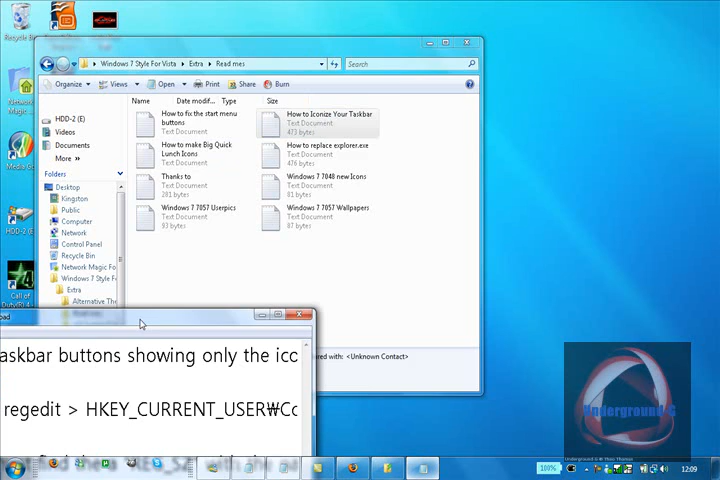 Recycle Bin
Windows 7 Style For Vista
Extra
Read mes
Search
Organize
Views
Open
Print
Share
Burn
Name
Date modif...
Type
Size
HDD-2 (E)
Videos
Documents
More »
Folders
Desktop
Kingston
Public
Computer
Network
Control Panel
Recycle Bin
Network Magic Fo
Windows 7 Style F
Extra
Alternative The
How to fix the start menu
buttons
Text Document
How to Iconize Your Taskbar
Text Document
473 bytes
How to make Big Quick
Lunch Icons
Text Document
How to replace explorer.exe
Text Document
476 bytes
Thanks to
Text Document
281 bytes
Windows 7 7048 new Icons
Text Document
81 bytes
Windows 7 7057 Userpics
Text Document
93 bytes
Windows 7 7057 Wallpapers
Text Document
87 bytes
Network
Magic ...
HDD-2 (E)
Call of
Duty(R) 4
pad
askbar buttons showing only the icc
regedit > HKEY_CURRENT_USER₩Co
red with: <Unknown Contact>
Underground-G
100%
12:09